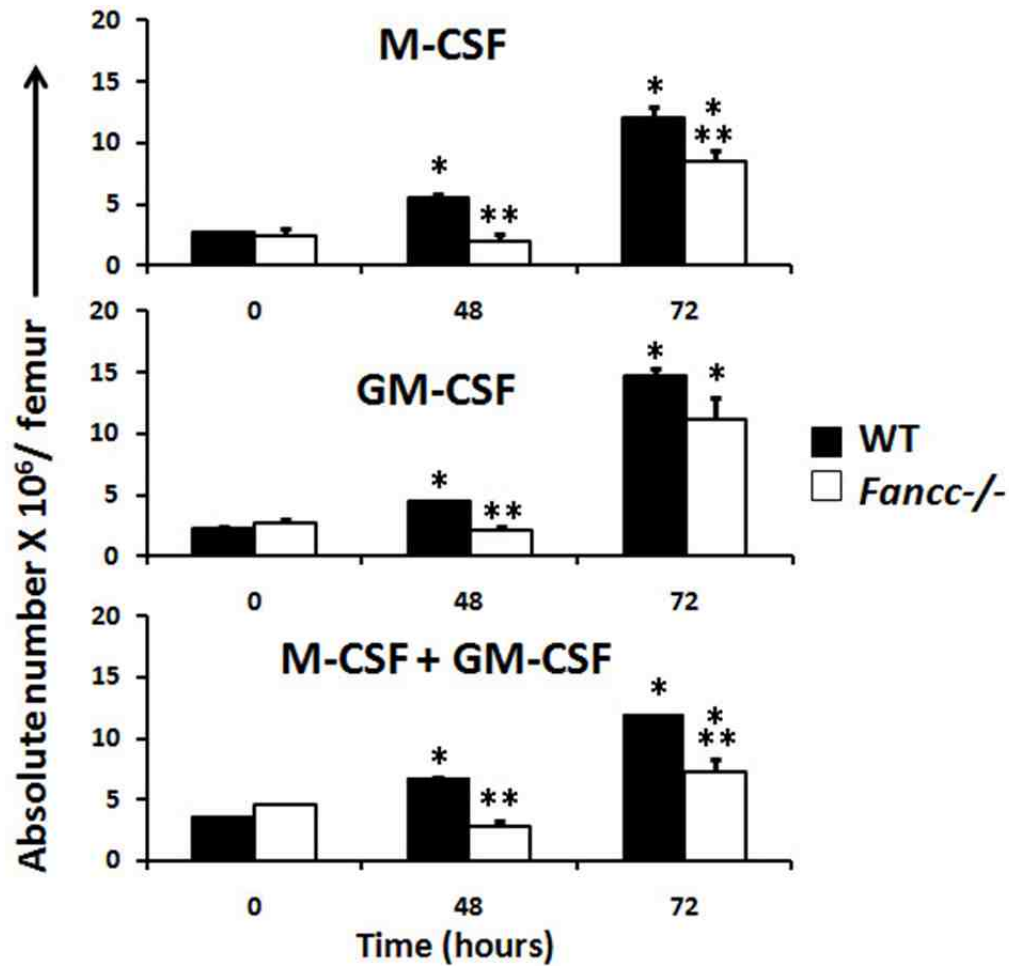 Absolute number X 10⁶/ femur
M-CSF
20
15
10
5
0
*
**
*
*
**
0 48 72
GM-CSF
20
15
10
5
0
*
**
*
*
0 48 72
WT
Fancc-/-
M-CSF + GM-CSF
20
15
10
5
0
*
**
*
*
**
0 48 72
Time (hours)